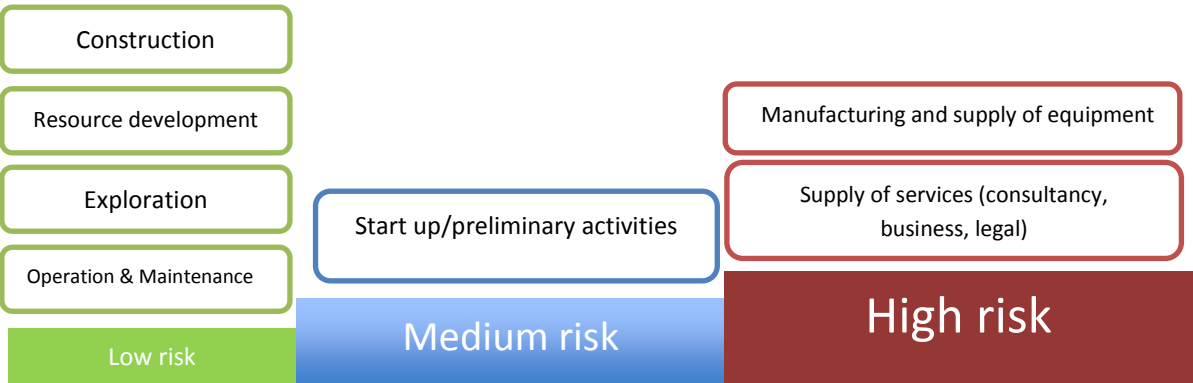 Construction
Resource development
Exploration
Operation & Maintenance
Low risk
Start up/preliminary activities
Medium risk
Manufacturing and supply of equipment
Supply of services (consultancy,
business, legal)
High risk